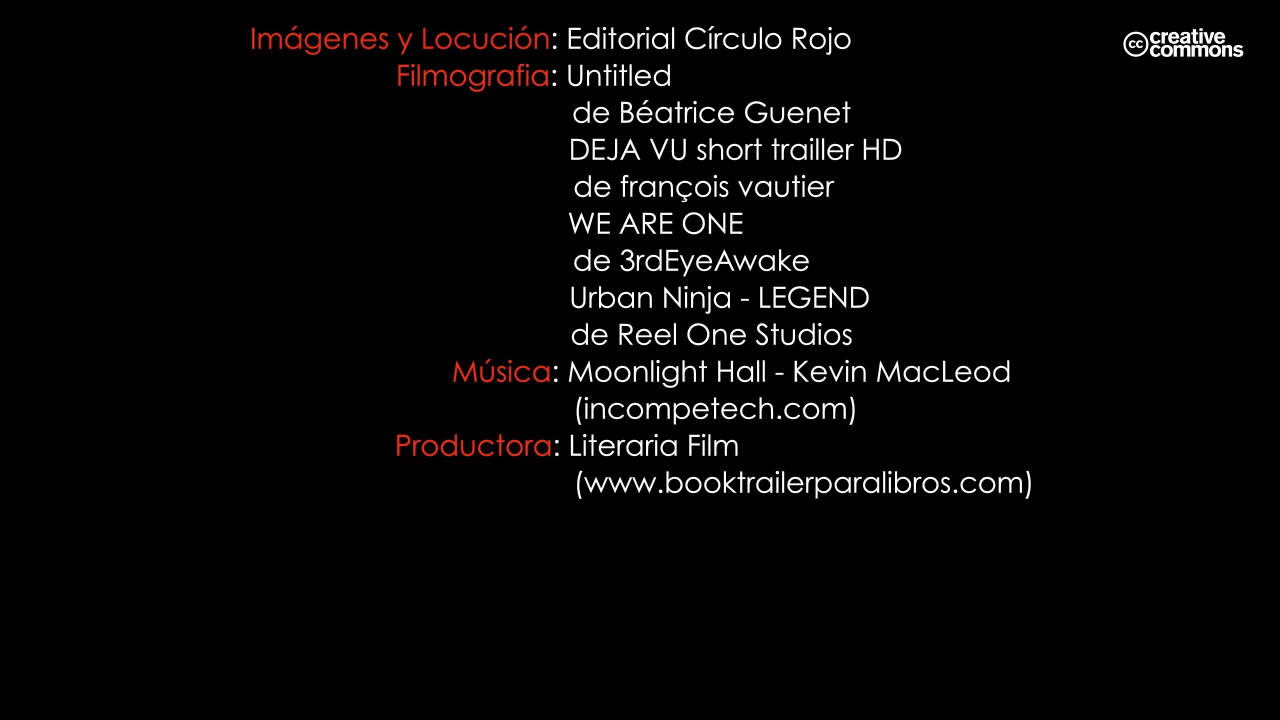 Imágenes y Locución: Editorial Círculo Rojo
Filmografia: Untitled
de Béatrice Guenet
DEJA VU short trailler HD
de françois vautier
WE ARE ONE
de 3rdEyeAwake
Urban Ninja - LEGEND
de Reel One Studios
Música: Moonlight Hall - Kevin MacLeod
(incompetech.com)
Productora: Literaria Film
(www.booktrailerparalibros.com)
cc creative
commons